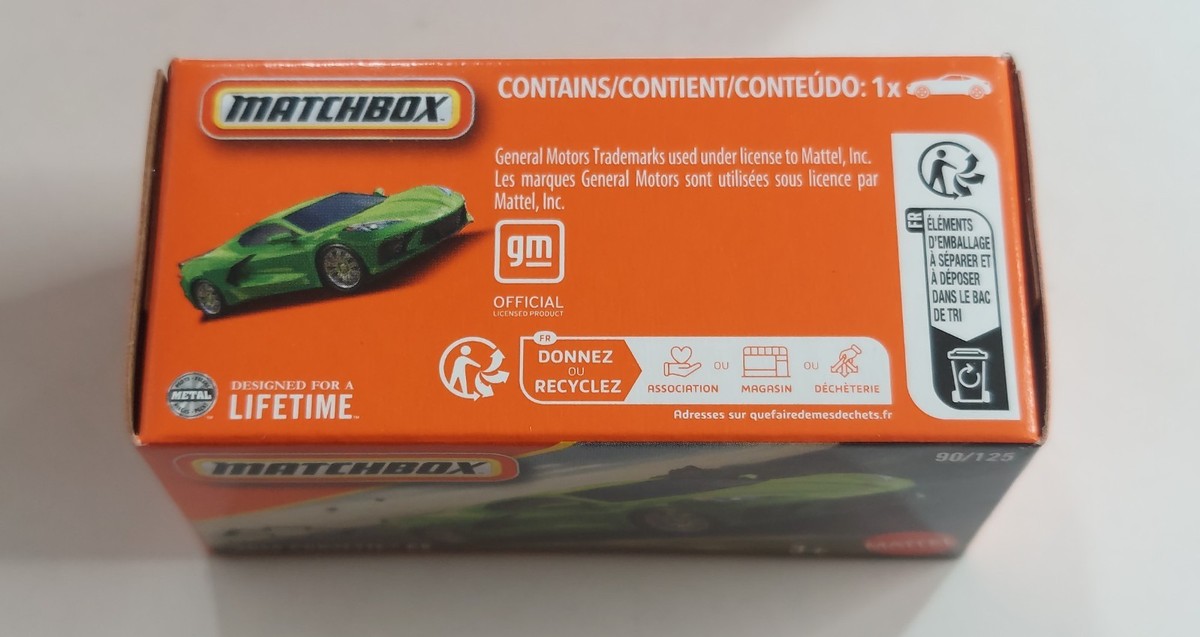 MATCHBOX
CONTAINS/CONTIENT/CONTEÚDO: 1x
General Motors Trademarks used under license to Mattel, Inc.
Les marques General Motors sont utilisées sous licence par
Mattel, Inc.
gm
OFFICIAL
LICENSED PRODUCT
FR
ÉLÉMENTS
D'EMBALLAGE
À SÉPARER ET
À DÉPOSER
DANS LE BAC
DE TRI
METAL
DESIGNED FOR A
LIFETIME™
FR
DONNEZ
OU
RECYCLEZ
ASSOCIATION
OU
MAGASIN
OU
DÉCHÈTERIE
Adresses sur quefairedemesdechets.fr
MATCHBOX
90/125
3+
MATTEL